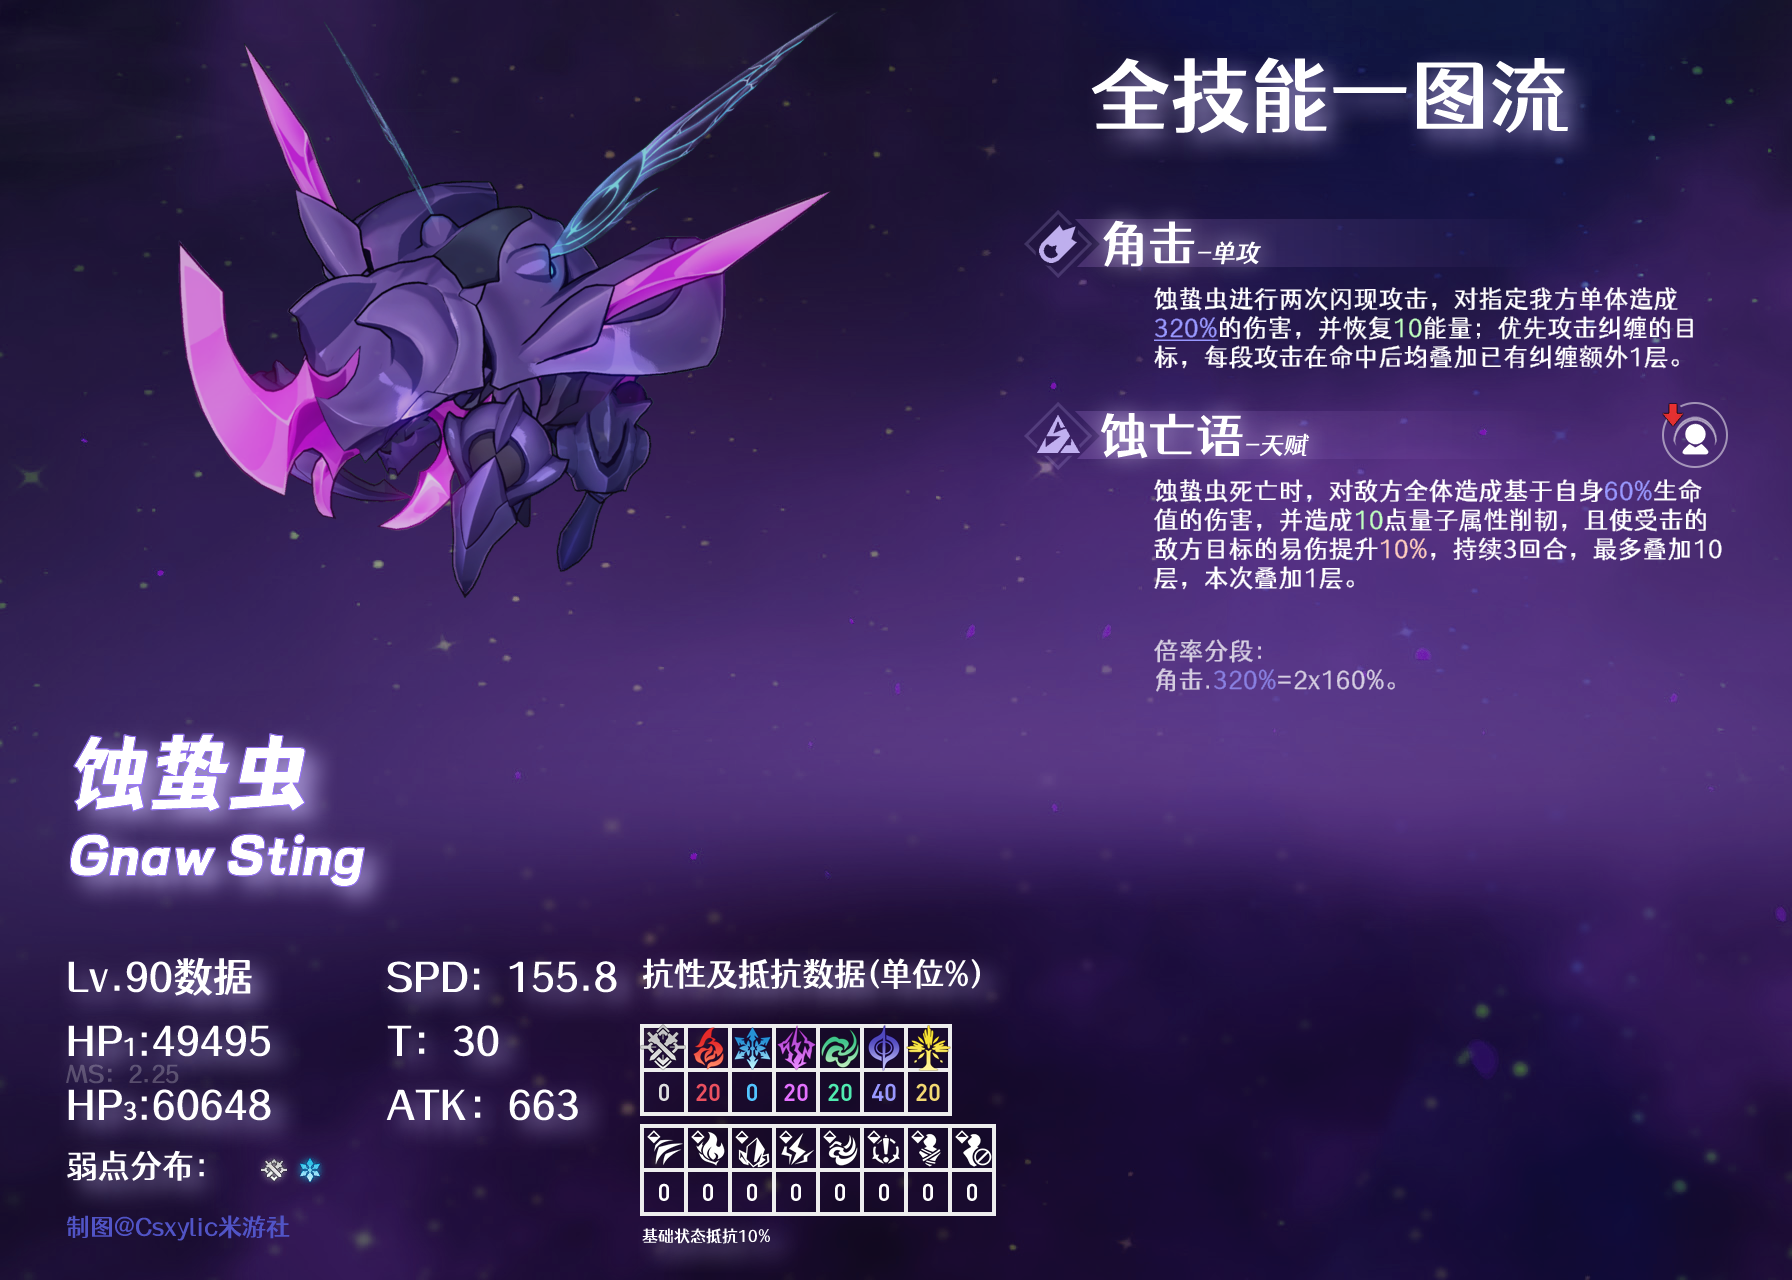 全技能一图流
角击-单攻
蚀蛰虫进行两次闪现攻击，对指定我方单体造成
320%的伤害，并恢复10能量；优先攻击纠缠的目
标，每段攻击在命中后均叠加已有纠缠额外1层。
蚀亡语-天赋
蚀蛰虫死亡时，对敌方全体造成基于自身60%生命
值的伤害，并造成10点量子属性削韧，且使受击的
敌方目标的易伤提升10%，持续3回合，最多叠加10
层，本次叠加1层。
倍率分段：
角击.320%=2x160%。
蚀蛰虫
Gnaw Sting
Lv.90数据
SPD：155.8
HP1:49495
T：30
MS：2.25
HP3:60648
ATK：663
弱点分布：
制图@Csxylic米游社
抗性及抵抗数据(单位%)
0 20 0 20 20 40 20
0 0 0 0 0 0 0 0
基础状态抵抗10%